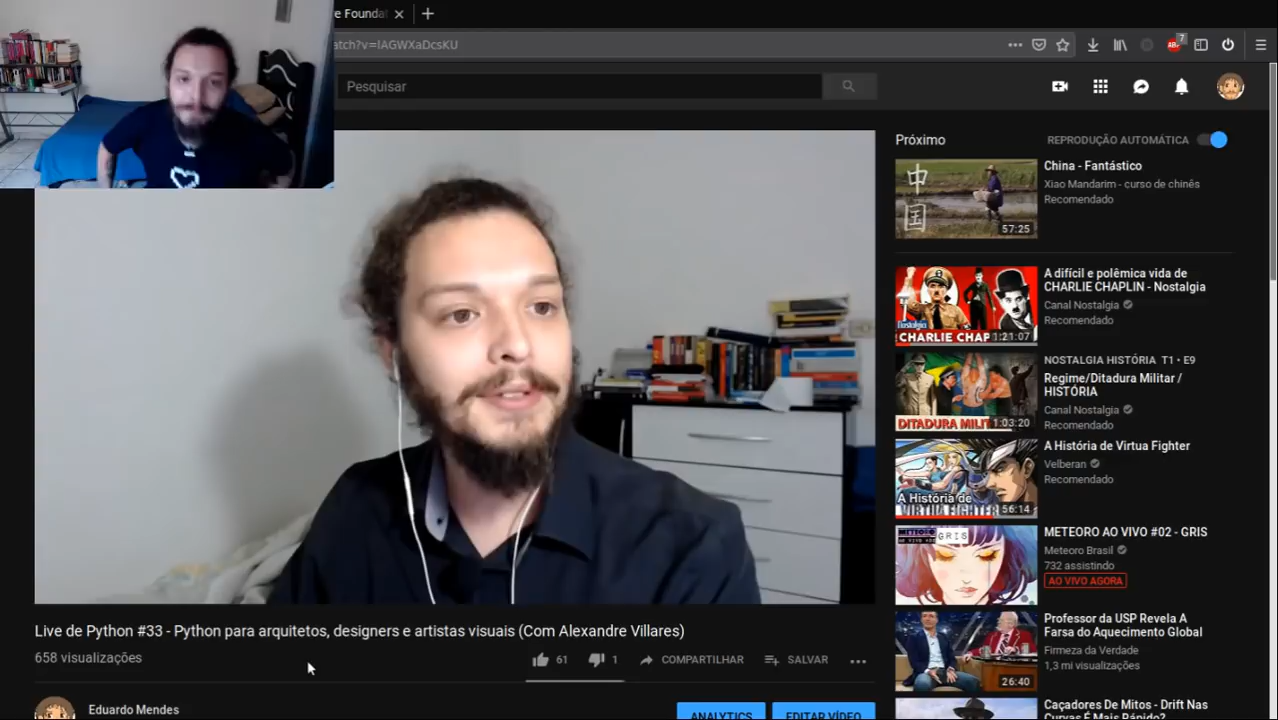 e Foundat
atch?v=lAGWXaDcsKU
7
Pesquisar
Próximo
REPRODUÇÃO AUTOMÁTICA
中国
57:25
China - Fantástico
Xiao Mandarim - curso de chinês
Recomendado
Nostalgia
CHARLIE CHAP
1:21:07
A difícil e polêmica vida de
CHARLIE CHAPLIN - Nostalgia
Canal Nostalgia
Recomendado
DITADURA MILIT
1:03:20
NOSTALGIA HISTÓRIA T1 • E9
Regime/Ditadura Militar /
HISTÓRIA
Canal Nostalgia
Recomendado
A História de
VIRTUA FIGHTER
56:14
A História de Virtua Fighter
Velberan
Recomendado
METEORO
GRIS
METEORO AO VIVO #02 - GRIS
Meteoro Brasil
732 assistindo
AO VIVO AGORA
26:40
Professor da USP Revela A
Farsa do Aquecimento Global
Firmeza da Verdade
1,3 mi visualizações
Caçadores De Mitos - Drift Nas
Curvas É Mais Rápido?
Live de Python #33 - Python para arquitetos, designers e artistas visuais (Com Alexandre Villares)
658 visualizações
61
1
COMPARTILHAR
SALVAR
Eduardo Mendes
ANALYTICS
EDITAR VÍDEO